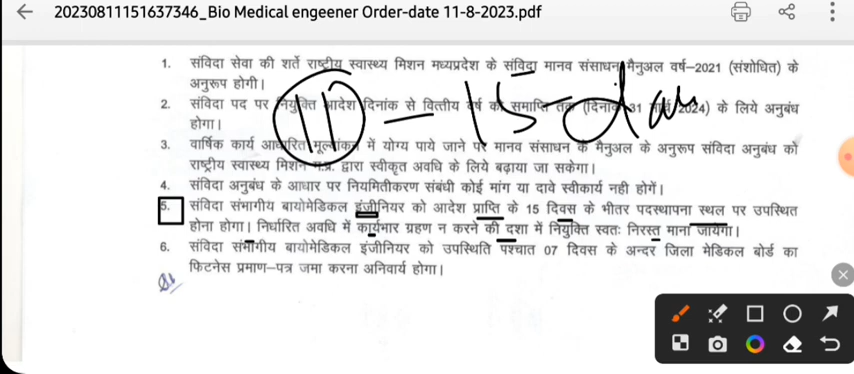 20230811151637346_Bio Medical engeener Order-date 11-8-2023.pdf
1. संविदा सेवा की शर्ते राष्ट्रीय स्वास्थ्य मिशन मध्यप्रदेश के संविदा मानव संसाधन मैनुअल वर्ष–2021 (संशोधित) के
अनुरूप होगी।
11 – 15-day
2. संविदा पद पर नियुक्ति आदेश दिनांक से वित्तीय वर्ष की समाप्ति तक (दिनांक 31 मार्च 2024) के लिये अनुबंध
होगा।
3. वार्षिक कार्य आधारित मूल्यांकन में योग्य पाये जाने पर मानव संसाधन के मैनुअल के अनुरूप संविदा अनुबंध को
राष्ट्रीय स्वास्थ्य मिशन म.प्र. द्वारा स्वीकृत अवधि के लिये बढ़ाया जा सकेगा।
4. संविदा अनुबंध के आधार पर नियमितीकरण संबंधी कोई मांग या दावे स्वीकार्य नही होगें।
5. संविदा संभागीय बायोमेडिकल इंजीनियर को आदेश प्राप्ति के 15 दिवस के भीतर पदस्थापना स्थल पर उपस्थित
होना होगा। निर्धारित अवधि में कार्यभार ग्रहण न करने की दशा में नियुक्ति स्वतः निरस्त माना जायेगा।
6. संविदा संभागीय बायोमेडिकल इंजीनियर को उपस्थिति पश्चात 07 दिवस के अन्दर जिला मेडिकल बोर्ड का
फिटनेस प्रमाण–पत्र जमा करना अनिवार्य होगा।